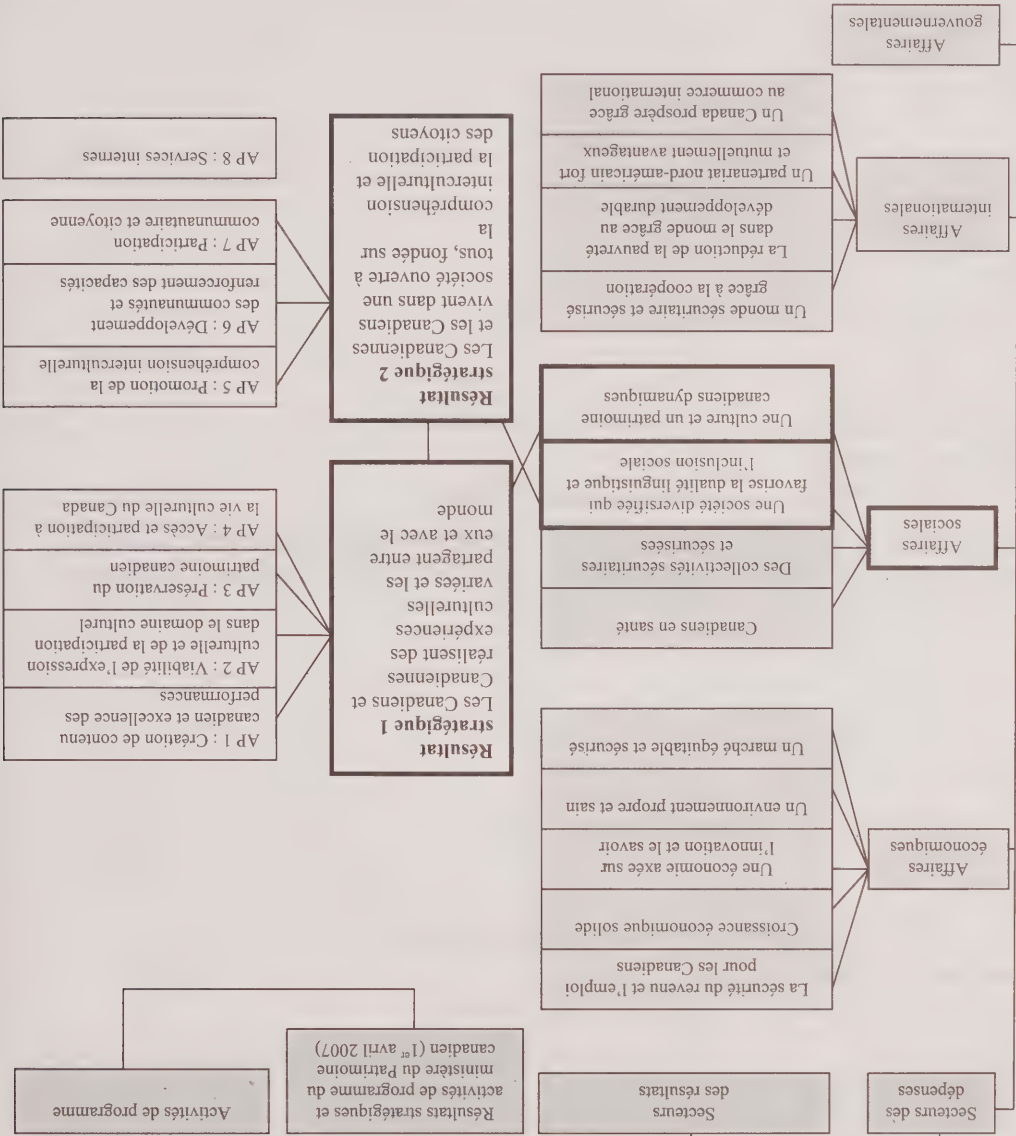 Secteurs des
dépenses
Secteurs
des résultats
Résultats stratégiques et
activités de programme du
ministère du Patrimoine
canadien (1er avril 2007)
Activités de programme
Affaires
économiques
La sécurité du revenu et l'emploi
pour les Canadiens
Croissance économique solide
Une économie axée sur
l'innovation et le savoir
Un environnement propre et sain
Un marché équitable et sécurisé
Affaires
sociales
Canadiens en santé
Des collectivités sécuritaires
et sécurisées
Une société diversifiée qui
favorise la dualité linguistique et
l'inclusion sociale
Une culture et un patrimoine
canadiens dynamiques
Affaires
internationales
Un monde sécuritaire et sécurisé
grâce à la coopération
La réduction de la pauvreté
dans le monde grâce au
développement durable
Un partenariat nord-américain fort
et mutuellement avantageux
Un Canada prospère grâce
au commerce international
Affaires
gouvernementales
Résultat
stratégique 1
Les Canadiens et
Canadiennes
réalisent des
expériences
culturelles
variées et les
partagent entre
eux et avec le
monde
AP 1 : Création de contenu
canadien et excellence des
performances
AP 2 : Viabilité de l'expression
culturelle et de la participation
dans le domaine culturel
AP 3 : Préservation du
patrimoine canadien
AP 4 : Accès et participation à
la vie culturelle du Canada
Résultat
stratégique 2
Les Canadiennes
et les Canadiens
vivent dans une
société ouverte à
tous, fondée sur
la
compréhension
interculturelle et
la participation
des citoyens
AP 5 : Promotion de la
compréhension interculturelle
AP 6 : Développement
des communautés et
renforcement des capacités
AP 7 : Participation
communautaire et citoyenne
AP 8 : Services internes